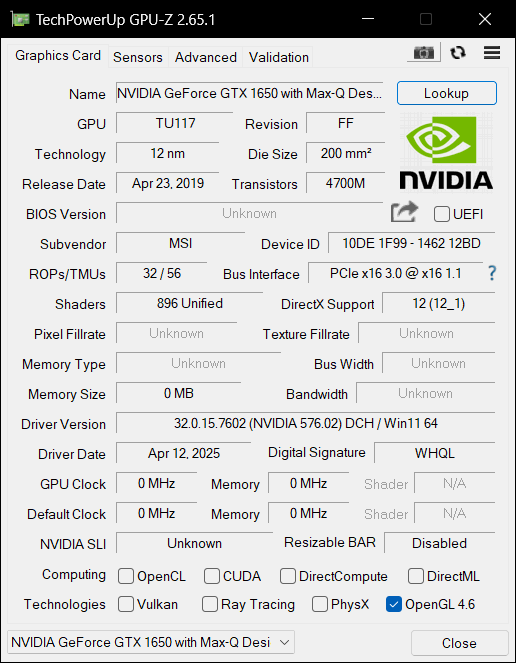 TechPowerUp GPU-Z 2.65.1
Graphics Card Sensors Advanced Validation
Name NVIDIA GeForce GTX 1650 with Max-Q Des... Lookup
GPU TU117 Revision FF
Technology 12 nm Die Size 200 mm²
Release Date Apr 23, 2019 Transistors 4700M
NVIDIA
BIOS Version Unknown UEFI
Subvendor MSI Device ID 10DE 1F99 - 1462 12BD
ROPs/TMUs 32 / 56 Bus Interface PCIe x16 3.0 @ x16 1.1 ?
Shaders 896 Unified DirectX Support 12 (12_1)
Pixel Fillrate Unknown Texture Fillrate Unknown
Memory Type Unknown Bus Width Unknown
Memory Size 0 MB Bandwidth Unknown
Driver Version 32.0.15.7602 (NVIDIA 576.02) DCH / Win11 64
Driver Date Apr 12, 2025 Digital Signature WHQL
GPU Clock 0 MHz Memory 0 MHz Shader N/A
Default Clock 0 MHz Memory 0 MHz Shader N/A
NVIDIA SLI Unknown Resizable BAR Disabled
Computing OpenCL CUDA DirectCompute DirectML
Technologies Vulkan Ray Tracing PhysX OpenGL 4.6
NVIDIA GeForce GTX 1650 with Max-Q Desi Close